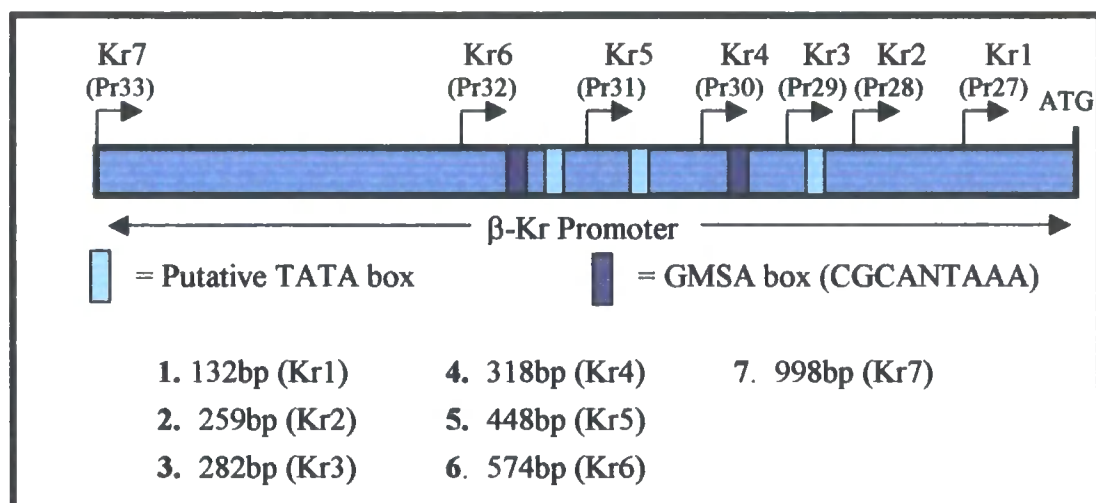 Kr7 Kr6 Kr5 Kr4 Kr3 Kr2 Kr1
(Pr33) (Pr32) (Pr31) (Pr30) (Pr29) (Pr28) (Pr27) ATG
β-Kr Promoter
= Putative TATA box = GMSA box (CGCANTAAA)
1. 132bp (Kr1) 4. 318bp (Kr4) 7. 998bp (Kr7)
2. 259bp (Kr2) 5. 448bp (Kr5)
3. 282bp (Kr3) 6. 574bp (Kr6)